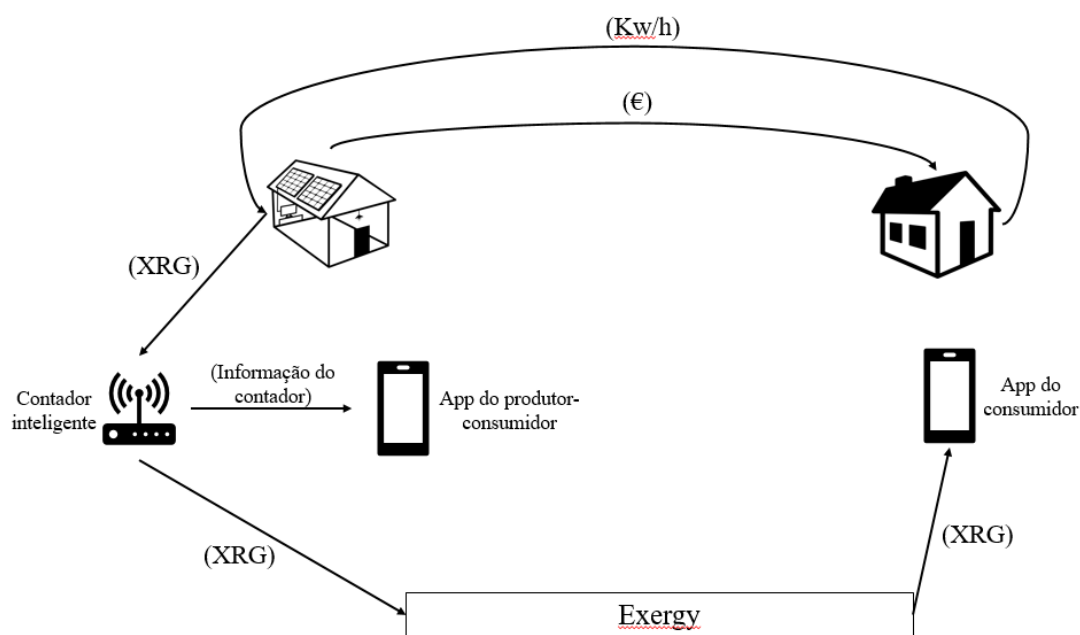 (Kw/h)
(€)
(XRG)
Contador
inteligente
(Informação do
contador)
App do produtor-
consumidor
App do
consumidor
(XRG)
(XRG)
Exergy